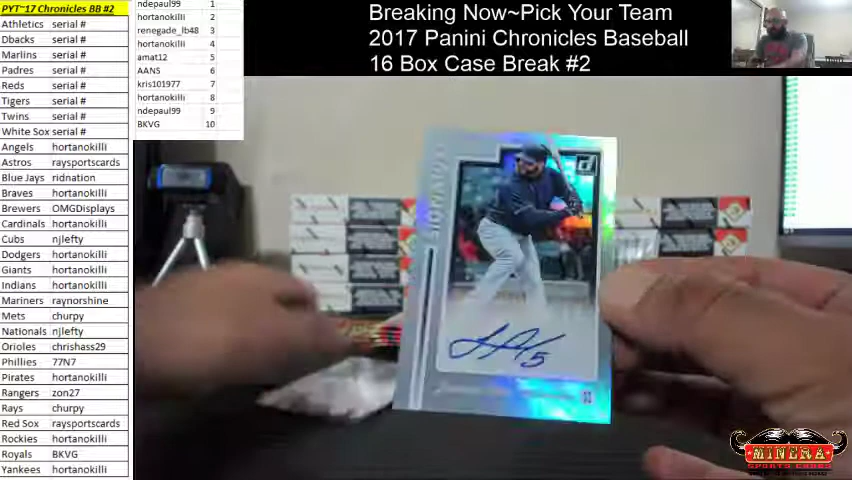 PYT~17 Chronicles BB #2
Athletics serial #
Dbacks serial #
Marlins serial #
Padres serial #
Reds serial #
Tigers serial #
Twins serial #
White Sox serial #
Angels hortanokilli
Astros raysportscards
Blue Jays ridnation
Braves hortanokilli
Brewers OMGDisplays
Cardinals hortanokilli
Cubs njlefty
Dodgers hortanokilli
Giants hortanokilli
Indians hortanokilli
Mariners raynorshine
Mets churpy
Nationals njlefty
Orioles chrishass29
Phillies 77N7
Pirates hortanokilli
Rangers zon27
Rays churpy
Red Sox raysportscards
Rockies hortanokilli
Royals BKVG
Yankees hortanokilli
ndepaul99 1
hortanokilli 2
renegade_lb48 3
hortanokilli 4
amat12 5
AANS 6
kris101977 7
hortanokilli 8
ndepaul99 9
BKVG 10
Breaking Now~Pick Your Team
2017 Panini Chronicles Baseball
16 Box Case Break #2
MINERA
SPORTS CARDS